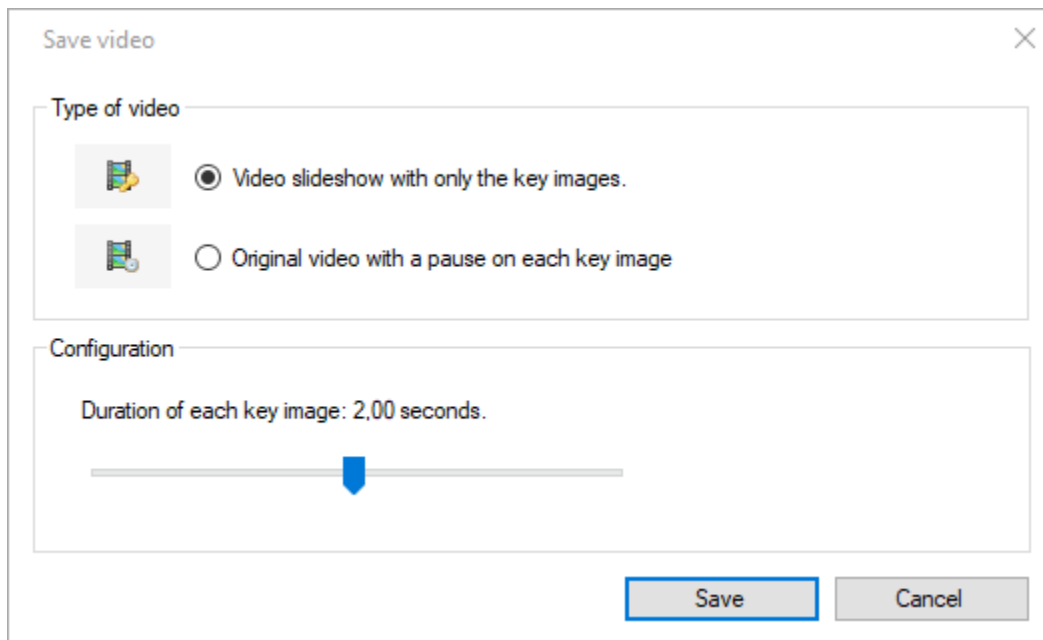 Save video
Type of video
Video slideshow with only the key images.
Original video with a pause on each key image
Configuration
Duration of each key image: 2,00 seconds.
Save Cancel